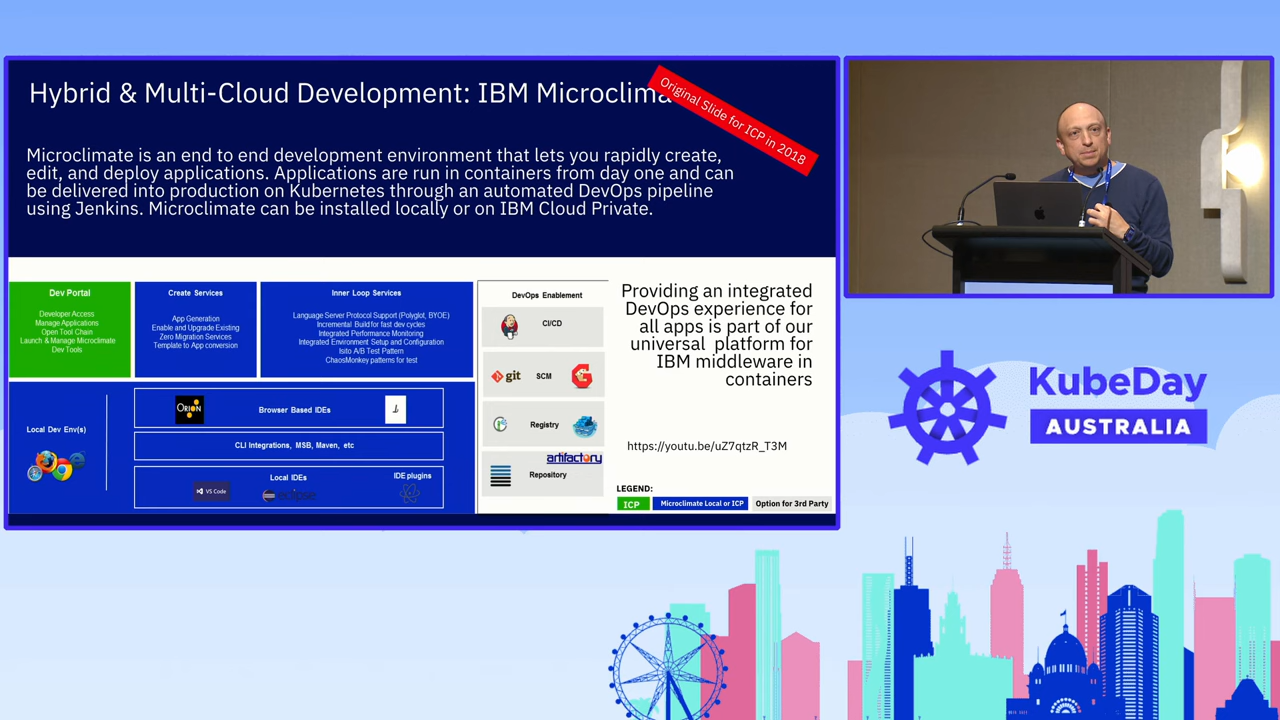 Hybrid & Multi-Cloud Development: IBM Microclima
Original Slide for ICP in 2018
Microclimate is an end to end development environment that lets you rapidly create,
edit, and deploy applications. Applications are run in containers from day one and can
be delivered into production on Kubernetes through an automated DevOps pipeline
using Jenkins. Microclimate can be installed locally or on IBM Cloud Private.
Dev Portal
Developer Access
Manage Applications
Open Tool Chain
Launch & Manage Microclimate
Dev Tools
Create Services
App Generation
Enable and Upgrade Existing
Zero Migration Services
Template to App conversion
Inner Loop Services
Language Server Protocol Support (Polyglot, BYOE)
Incremental Build for fast dev cycles
Integrated Performance Monitoring
Integrated Environment Setup and Configuration
Isito A/B Test Pattern
ChaosMonkey patterns for test
Local Dev Env(s)
ORION
Browser Based IDEs
CLI Integrations, MSB, Maven, etc
Local IDEs
IDE plugins
VS Code
eclipse
DevOps Enablement
CI/CD
git
SCM
Registry
artifactory
Repository
Providing an integrated
DevOps experience for
all apps is part of our
universal platform for
IBM middleware in
containers
https://youtu.be/uZ7qtzR_T3M
LEGEND:
ICP
Microclimate Local or ICP
Option for 3rd Party
KubeDay
AUSTRALIA